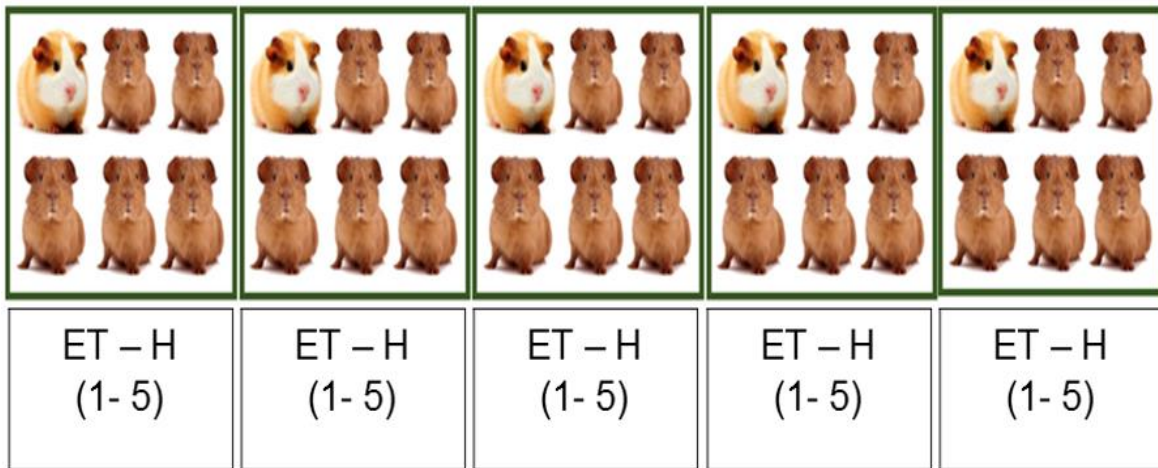 ET – H
(1- 5)
ET – H
(1- 5)
ET – H
(1- 5)
ET – H
(1- 5)
ET – H
(1- 5)